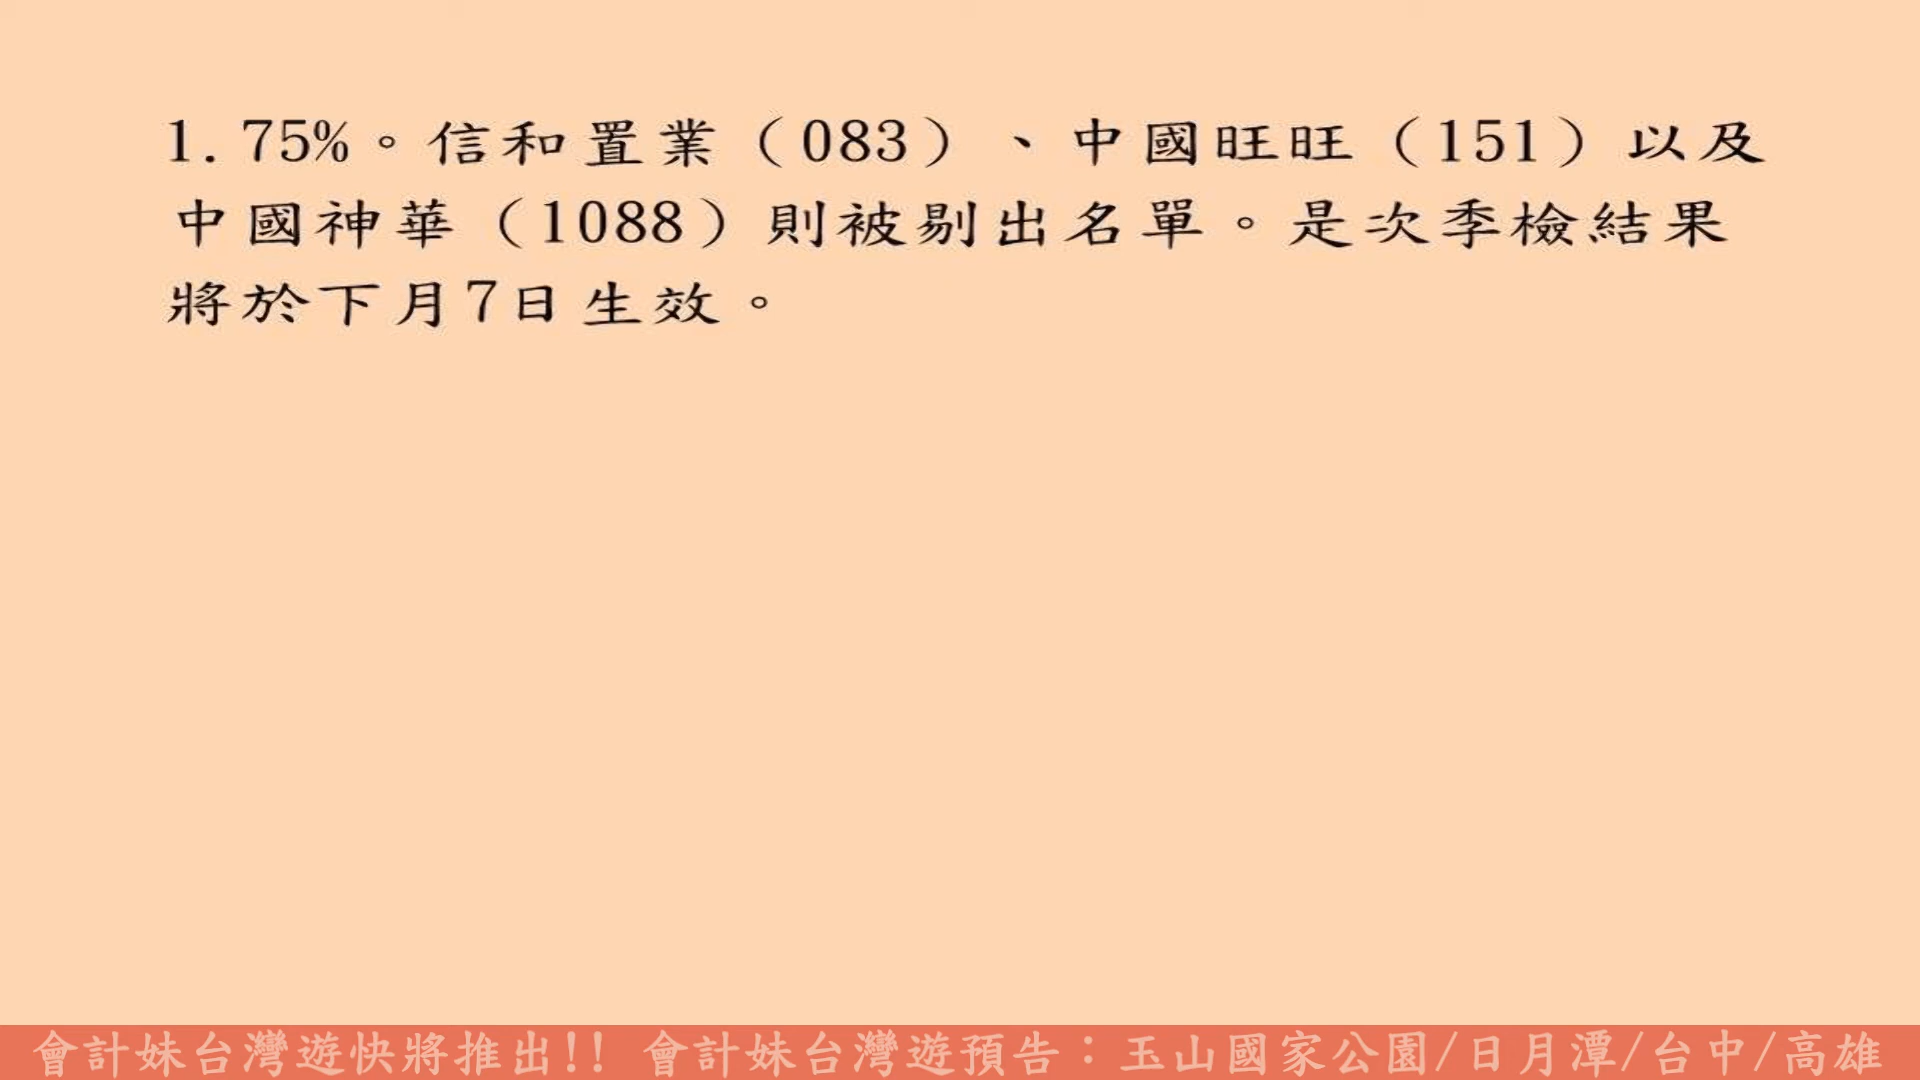 1.75%。信和置業（083）、中國旺旺（151）以及
中國神華（1088）則被剔出名單。是次季檢結果
將於下月7日生效。
會計妹台灣遊快將推出!! 會計妹台灣遊預告：玉山國家公園/日月潭/台中/高雄